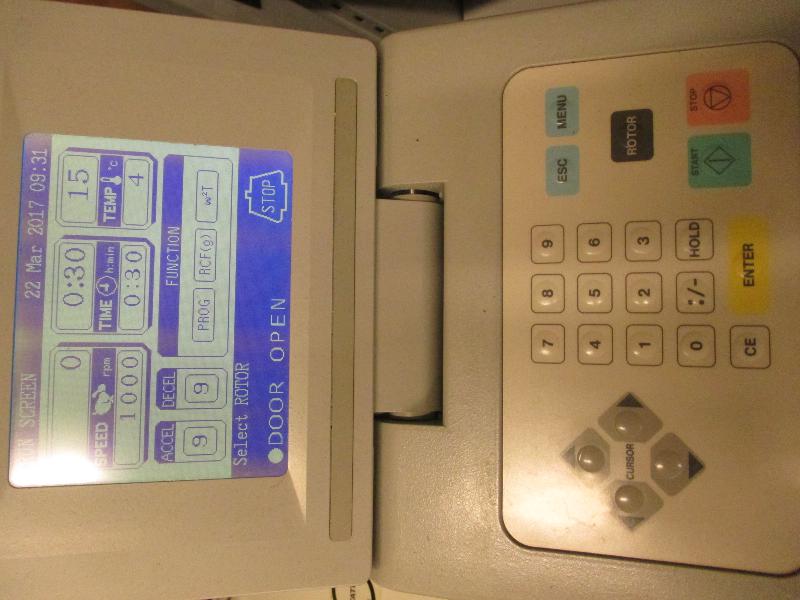 SCREEN 22 Mar 2017 09:31
0 0:30 15
SPEED rpm TIME h:min TEMP °C
1000 0:30 4
ACCEL DECEL FUNCTION
9 9 PROG RCF(g) w²T
Select ROTOR
DOOR OPEN STOP
ESC MENU
ROTOR
START STOP
7 8 9
4 5 6
1 2 3
0 :/- HOLD
CE ENTER
CURSOR